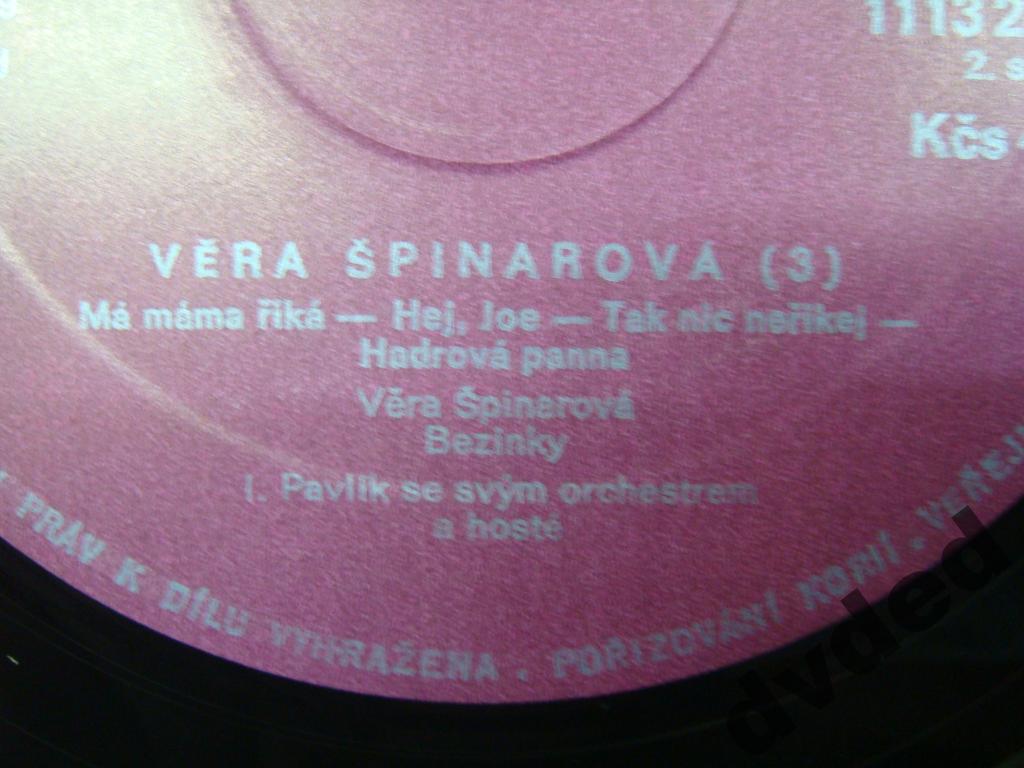 11132
2. s
Kčs
VĚRA ŠPINAROVÁ (3)
Má máma říká — Hej, Joe — Tak nic neříkej —
Hadrová panna
Věra Špinarová
Bezinky
I. Pavlík se svým orchestrem
a hosté
PRÁV K DÍLU VYHRAŽENA . POŘIZOVÁNÍ KOPIÍ . VEŘEJ
dvded